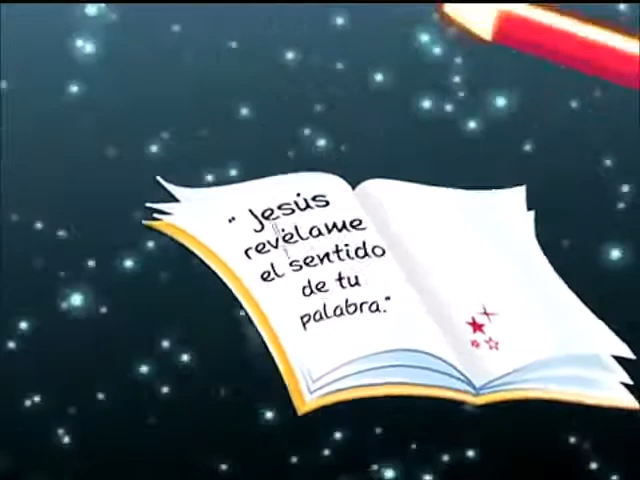 "Jesús
revélame
el sentido
de tu
palabra."